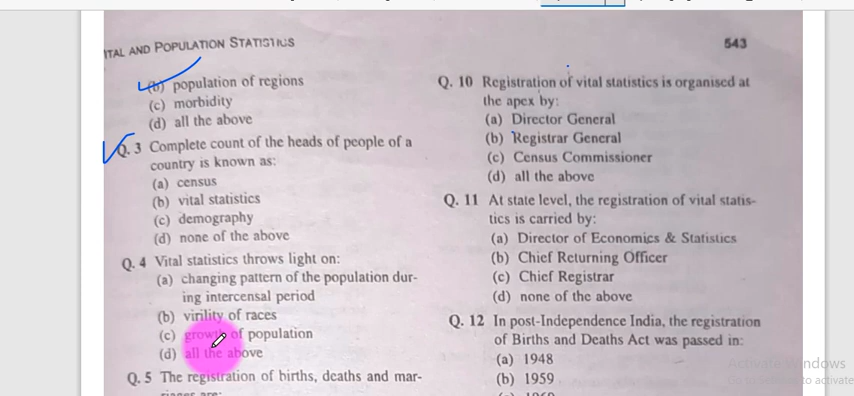 ITAL AND POPULATION STATISTICS
543
(b) population of regions
(c) morbidity
(d) all the above
Q. 3 Complete count of the heads of people of a
country is known as:
(a) census
(b) vital statistics
(c) demography
(d) none of the above
Q. 4 Vital statistics throws light on:
(a) changing pattern of the population dur-
ing intercensal period
(b) virility of races
(c) growth of population
(d) all the above
Q. 5 The registration of births, deaths and mar-
Q. 10 Registration of vital statistics is organised at
the apex by:
(a) Director General
(b) Registrar General
(c) Census Commissioner
(d) all the above
Q. 11 At state level, the registration of vital statis-
tics is carried by:
(a) Director of Economics & Statistics
(b) Chief Returning Officer
(c) Chief Registrar
(d) none of the above
Q. 12 In post-Independence India, the registration
of Births and Deaths Act was passed in:
(a) 1948
(b) 1959
Activate Windows
Go to Settings to activate